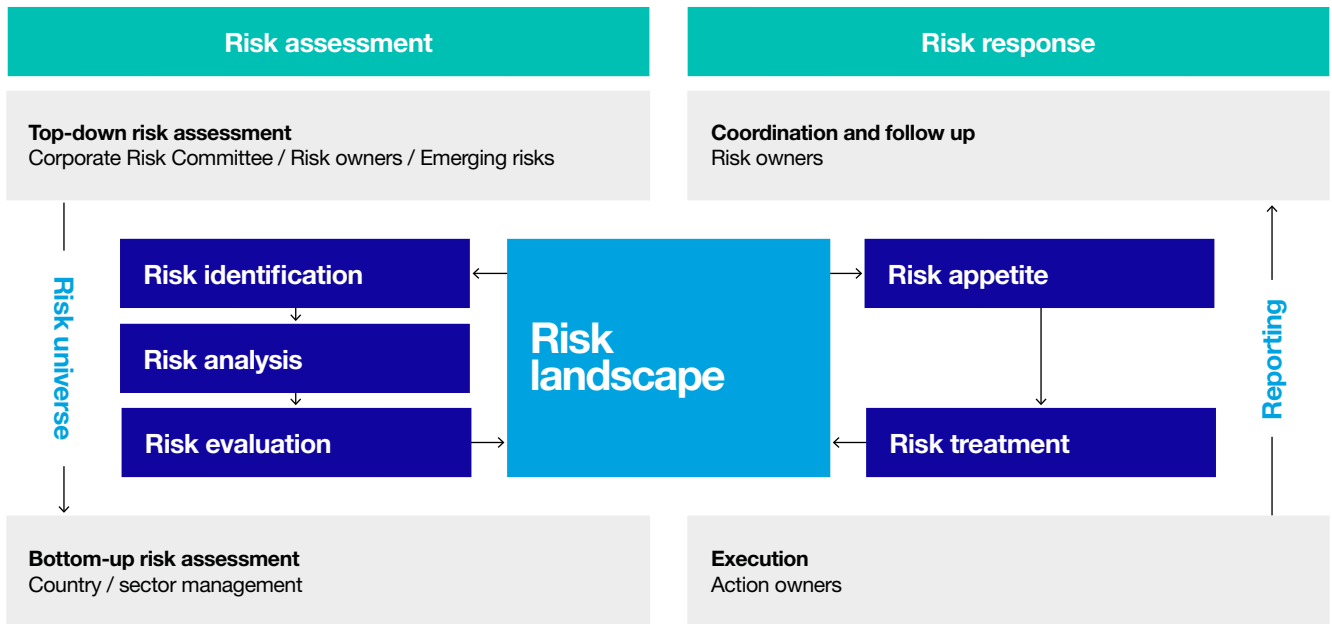 Risk assessment
Risk response
Top-down risk assessment
Corporate Risk Committee / Risk owners / Emerging risks
Coordination and follow up
Risk owners
Risk universe
Risk identification
Risk analysis
Risk evaluation
Risk
landscape
Risk appetite
Risk treatment
Reporting
Bottom-up risk assessment
Country / sector management
Execution
Action owners